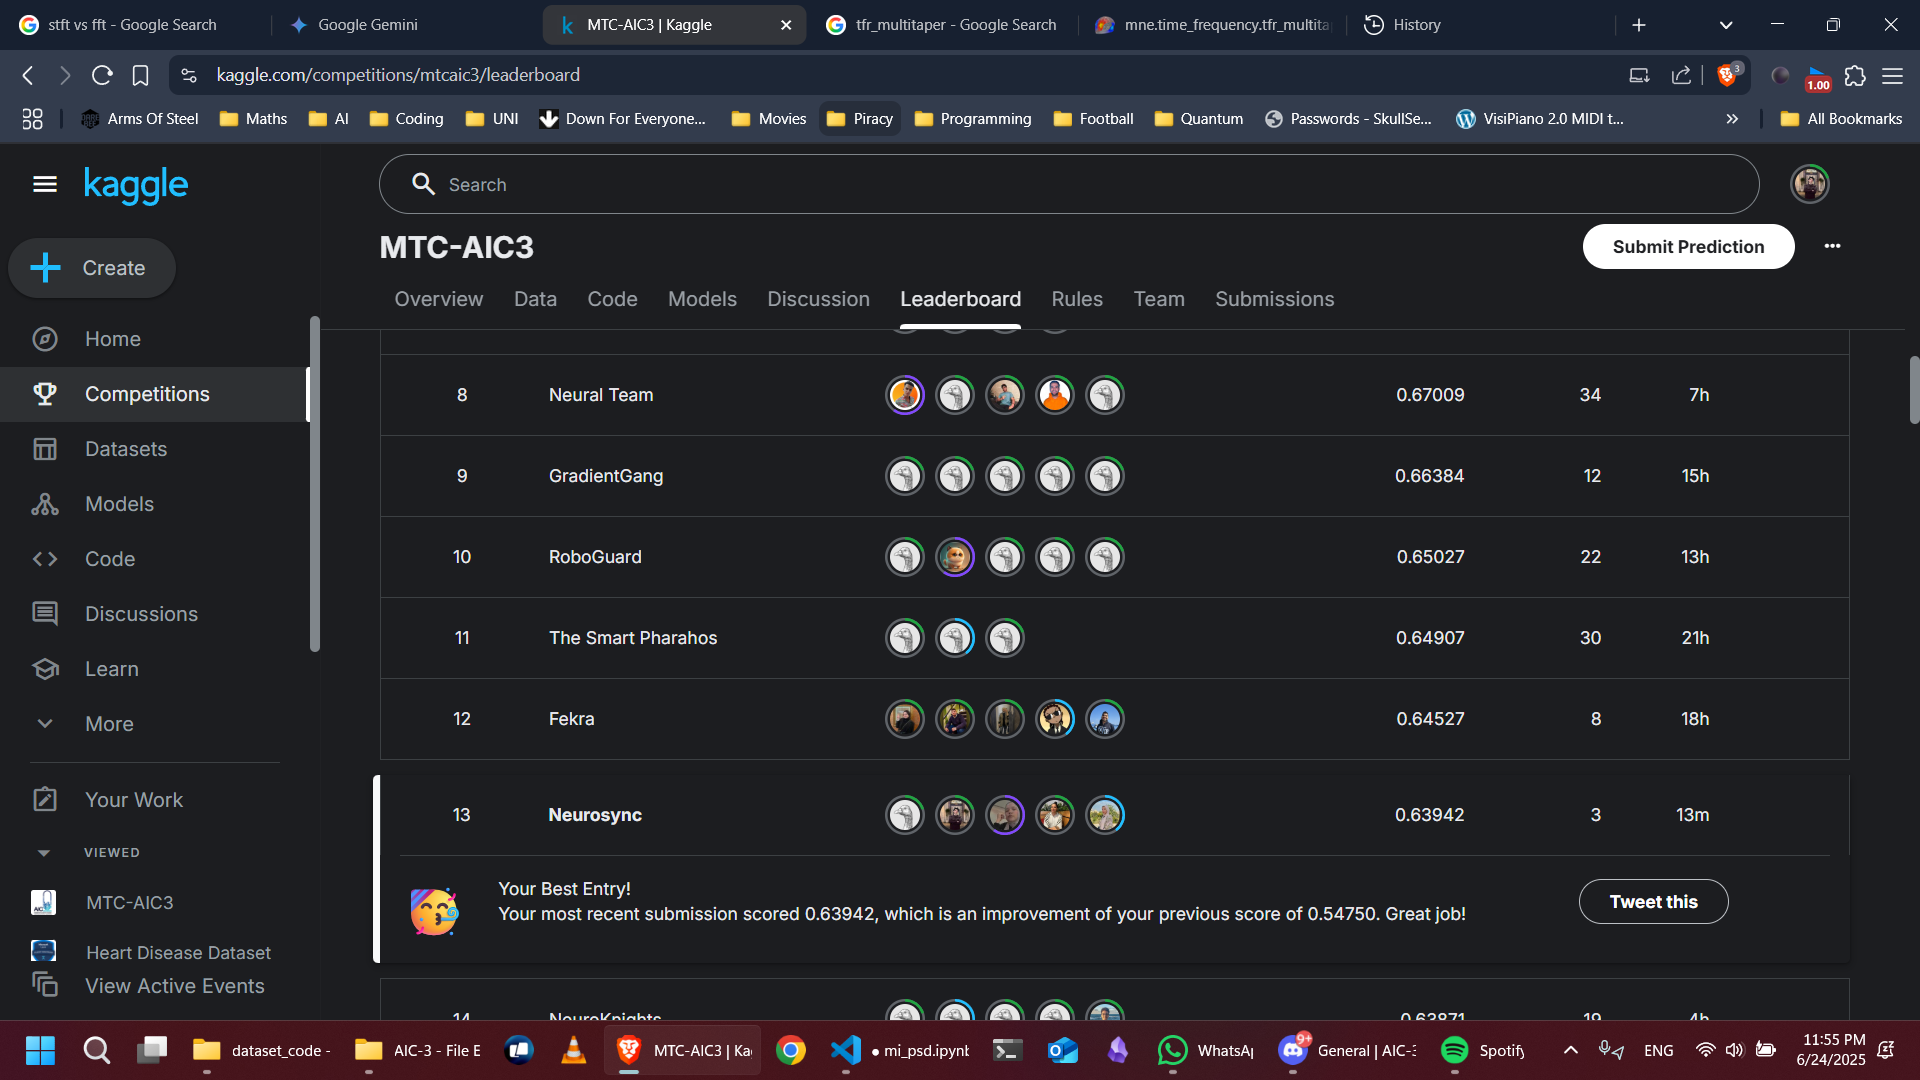 stft vs fft - Google Search
Google Gemini
MTC-AIC3 | Kaggle
tfr_multitaper - Google Search
mne.time_frequency.tfr_multita
History
kaggle.com/competitions/mtcaic3/leaderboard
3
1.00
Arms Of Steel
Maths
AI
Coding
UNI
Down For Everyone...
Movies
Piracy
Programming
Football
Quantum
Passwords - SkullSe...
VisiPiano 2.0 MIDI t...
All Bookmarks
kaggle
Search
Create
MTC-AIC3
Submit Prediction
Overview
Data
Code
Models
Discussion
Leaderboard
Rules
Team
Submissions
Home
Competitions
Datasets
Models
Code
Discussions
Learn
More
Your Work
VIEWED
MTC-AIC3
Heart Disease Dataset
View Active Events
8 Neural Team 0.67009 34 7h
9 GradientGang 0.66384 12 15h
10 RoboGuard 0.65027 22 13h
11 The Smart Pharahos 0.64907 30 21h
12 Fekra 0.64527 8 18h
13 Neurosync 0.63942 3 13m
Your Best Entry!
Your most recent submission scored 0.63942, which is an improvement of your previous score of 0.54750. Great job!
Tweet this
14 NeuroKnights 0.63871 19 4h
dataset_code -
AIC-3 - File E
MTC-AIC3 | Ka
● mi_psd.ipynb
WhatsA
9+
General | AIC-3
Spotify
ENG
11:55 PM
6/24/2025